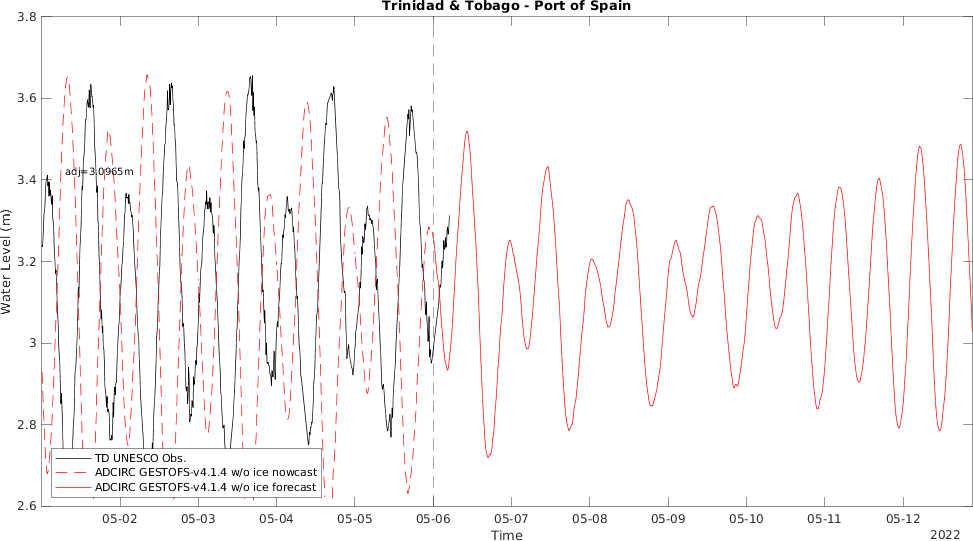 Trinidad & Tobago - Port of Spain
3.8
3.6
3.4
3.2
3
2.8
2.6
Water Level (m)
adj=3.0965m
TD UNESCO Obs.
ADCIRC GESTOFS-v4.1.4 w/o ice nowcast
ADCIRC GESTOFS-v4.1.4 w/o ice forecast
05-02 05-03 05-04 05-05 05-06 05-07 05-08 05-09 05-10 05-11 05-12
Time
2022